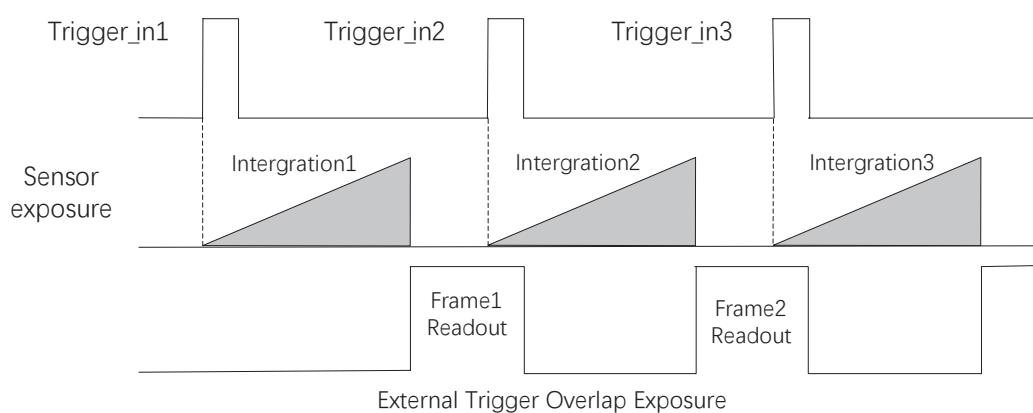 Trigger_in1
Trigger_in2
Trigger_in3
Intergration1
Intergration2
Intergration3
Sensor
exposure
Frame1
Readout
Frame2
Readout
External Trigger Overlap Exposure